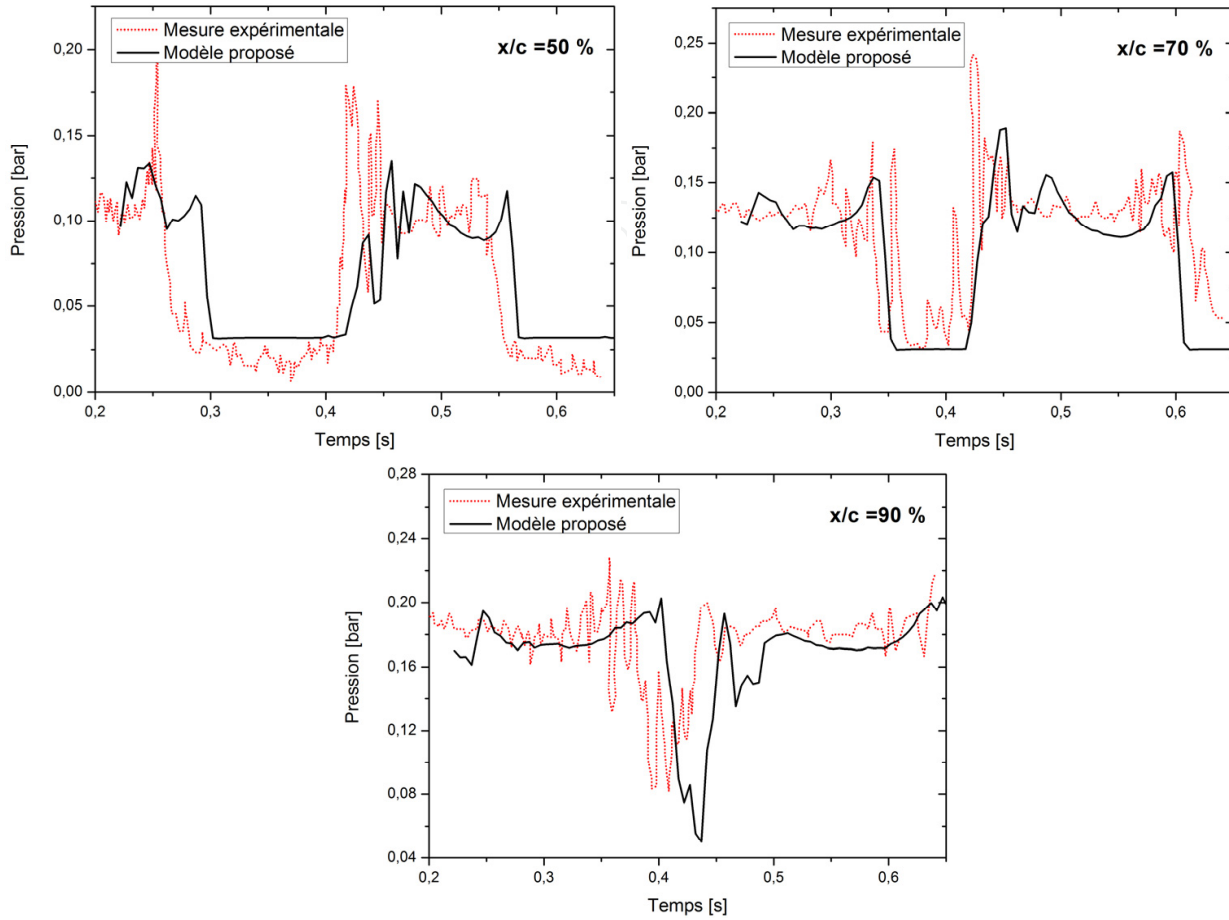 Mesure expérimentale
Modèle proposé
x/c =50 %
0,20
0,15
0,10
0,05
0,00
Pression [bar]
0,2
0,3
0,4
0,5
0,6
Temps [s]
Mesure expérimentale
Modèle proposé
x/c =70 %
0,25
0,20
0,15
0,10
0,05
0,00
Pression [bar]
0,2
0,3
0,4
0,5
0,6
Temps [s]
Mesure expérimentale
Modèle proposé
x/c =90 %
0,28
0,24
0,20
0,16
0,12
0,08
0,04
Pression [bar]
0,2
0,3
0,4
0,5
0,6
Temps [s]